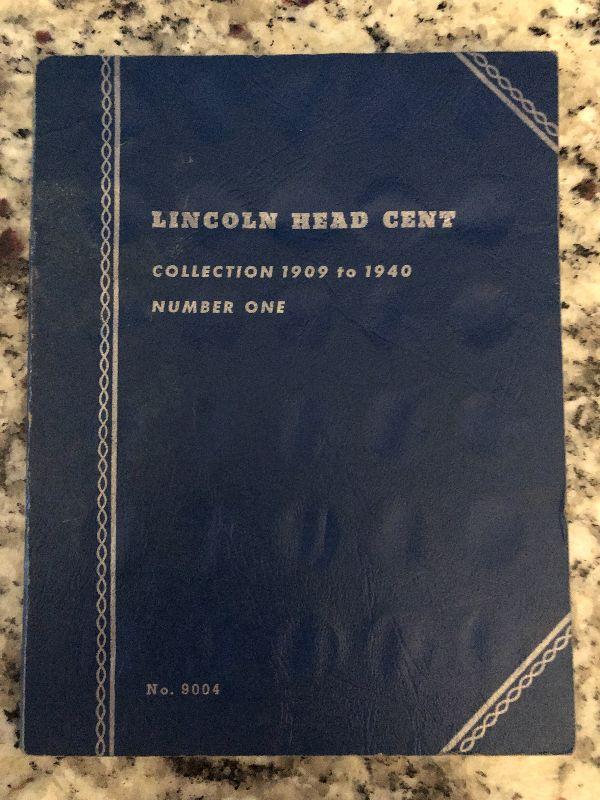 LINCOLN HEAD CENT
COLLECTION 1909 to 1940
NUMBER ONE
No. 9004